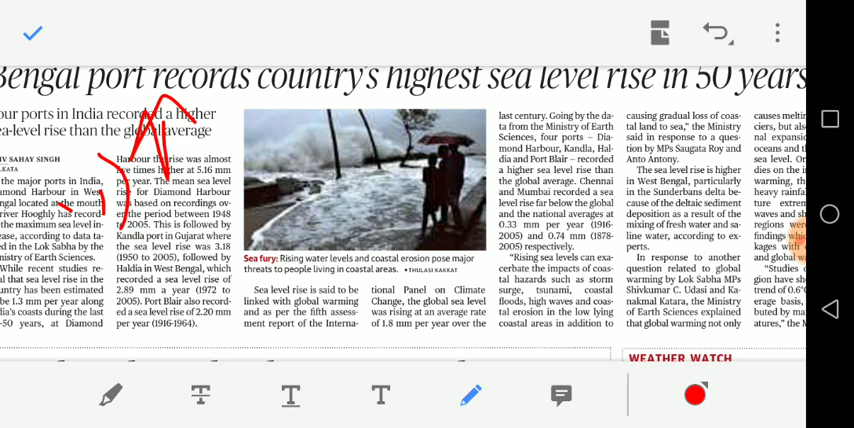 Bengal port records country's highest sea level rise in 50 years
our ports in India recorded a higher
ea-level rise than the global average
IV SAHAY SINGH
KATA
the major ports in India,
amond Harbour in West
ngal located at the mouth
river Hooghly has record-
the maximum sea level in-
ease, according to data ta-
ed in the Lok Sabha by the
nistry of Earth Sciences.
While recent studies re-
al that sea level rise in the
untry has been estimated
be 1.3 mm per year along
dia's coasts during the last
-50 years, at Diamond
Harbour the rise was almost
five times higher at 5.16 mm
per year. The mean sea level
rise for Diamond Harbour
was based on recordings ov-
er the period between 1948
to 2005. This is followed by
Kandla port in Gujarat where
the sea level rise was 3.18
(1950 to 2005), followed by
Haldia in West Bengal, which
recorded a sea level rise of
2.89 mm a year (1972 to
2005). Port Blair also record-
ed a sea level rise of 2.20 mm
per year (1916-1964).
Sea fury: Rising water levels and coastal erosion pose major
threats to people living in coastal areas. •THULASI KAKKAT
Sea level rise is said to be
linked with global warming
and as per the fifth assess-
ment report of the Interna-
tional Panel on Climate
Change, the global sea level
was rising at an average rate
of 1.8 mm per year over the
last century. Going by the da-
ta from the Ministry of Earth
Sciences, four ports – Dia-
mond Harbour, Kandla, Hal-
dia and Port Blair – recorded
a higher sea level rise than
the global average. Chennai
and Mumbai recorded a sea
level rise far below the global
and the national averages at
0.33 mm per year (1916-
2005) and 0.74 mm (1878-
2005) respectively.
“Rising sea levels can exa-
cerbate the impacts of coas-
tal hazards such as storm
surge, tsunami, coastal
floods, high waves and coas-
tal erosion in the low lying
coastal areas in addition to
causing gradual loss of coas-
tal land to sea,” the Ministry
said in response to a ques-
tion by MPs Saugata Roy and
Anto Antony.
The sea level rise is higher
in West Bengal, particularly
in the Sunderbans delta be-
cause of the deltaic sediment
deposition as a result of the
mixing of fresh water and sa-
line water, according to ex-
perts.
In response to another
question related to global
warming by Lok Sabha MPs
Shivkumar C. Udasi and Ka-
nakmal Katara, the Ministry
of Earth Sciences explained
that global warming not only
causes melti
ciers, but als
nal expansi
oceans and t
sea level. Or
dies on the i
warming, th
heavy rainfa
ture extrem
waves and sh
regions were
findings whic
kages with
and global wa
“Studies o
gion have sh
trend of 0.6°
erage basis,
buted by ma
atures,” the M
WEATHER WATCH
T
T
T